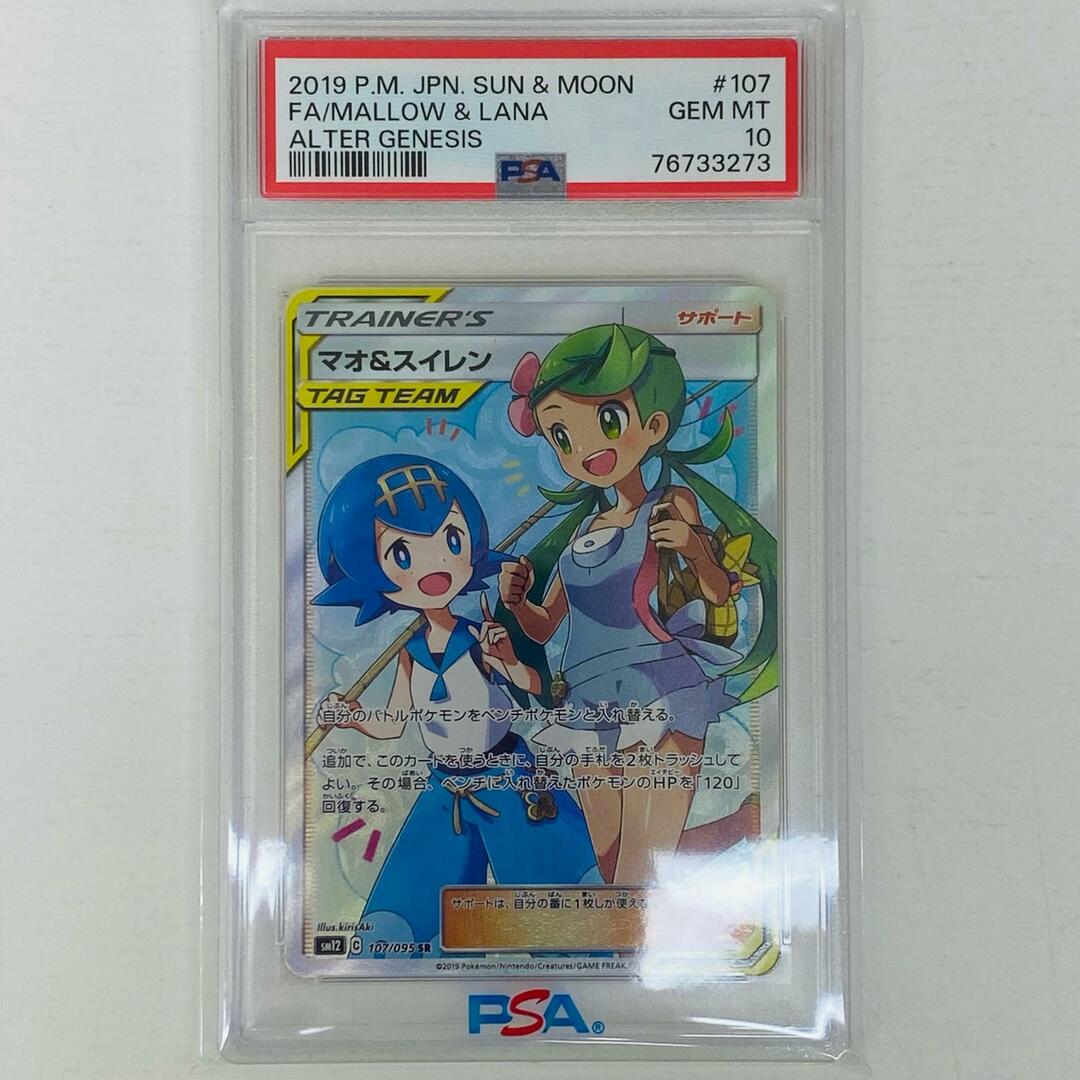 2019 P.M. JPN. SUN & MOON #107
FA/MALLOW & LANA GEM MT
ALTER GENESIS 10
PSA 76733273
TRAINER'S サポート
マオ&スイレン
TAG TEAM
自分のバトルポケモンをベンチポケモンと入れ替える。
追加で、このカードを使うときに、自分の手札を2枚トラッシュして
よい。その場合、ベンチに入れ替えたポケモンのHPを「120」
回復する。
サポートは、自分の番に1枚しか使え
Illus.kirisAki
SM12 C 107/095 SR
©2019 Pokémon/Nintendo/Creatures/GAME FREAK.
PSA®